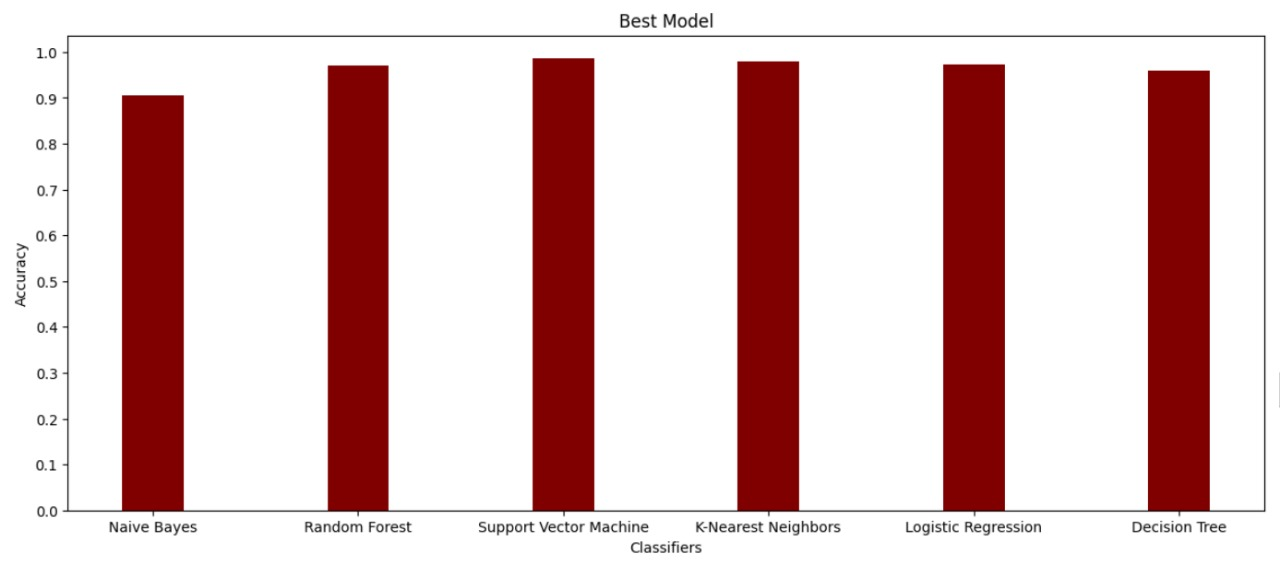 Best Model
Accuracy
1.0
0.9
0.8
0.7
0.6
0.5
0.4
0.3
0.2
0.1
0.0
Naive Bayes Random Forest Support Vector Machine K-Nearest Neighbors Logistic Regression Decision Tree
Classifiers